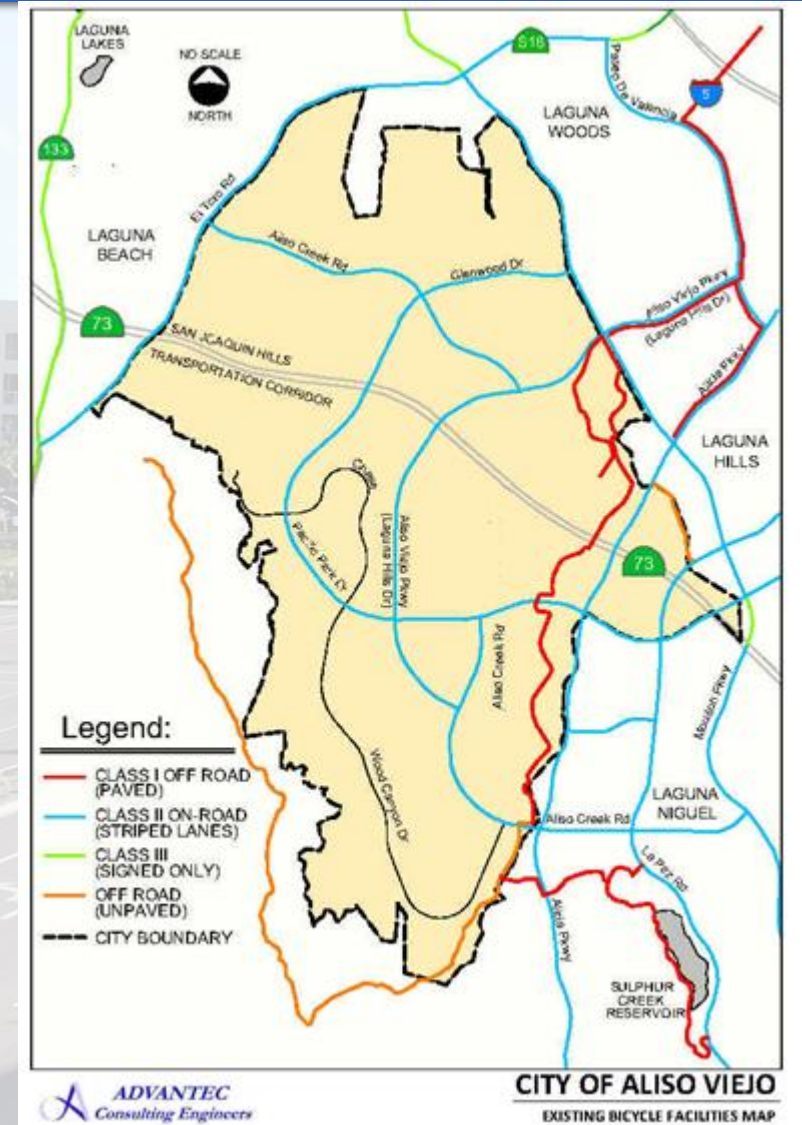 LAGUNA
LAKES
NO SCALE
NORTH
S18
Paseo De Valencia
5
LAGUNA
WOODS
133
El Toro Rd
LAGUNA
BEACH
Aliso Creek Rd
Glenwood Dr
Aliso Viejo Pkwy
(Laguna Hills Dr)
73
SAN JOAQUIN HILLS
TRANSPORTATION CORRIDOR
Alicia Pkwy
LAGUNA
HILLS
Pacific Park Dr
Aliso Viejo Pkwy
(Laguna Hills Dr)
73
Aliso Creek Rd
Moulton Pkwy
Wood Canyon Dr
LAGUNA
NIGUEL
Aliso Creek Rd
La Paz Rd
Alicia Pkwy
SULPHUR
CREEK
RESERVOIR
Legend:
CLASS I OFF ROAD
(PAVED)
CLASS II ON-ROAD
(STRIPED LANES)
CLASS III
(SIGNED ONLY)
OFF ROAD
(UNPAVED)
CITY BOUNDARY
ADVANTEC
Consulting Engineers
CITY OF ALISO VIEJO
EXISTING BICYCLE FACILITIES MAP